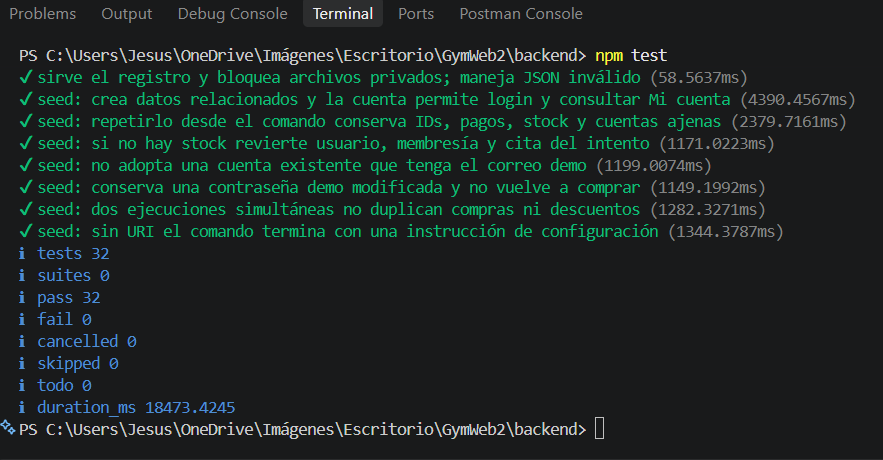 Problems Output Debug Console Terminal Ports Postman Console
PS C:\Users\Jesus\OneDrive\Imágenes\Escritorio\GymWeb2\backend> npm test
✓ sirve el registro y bloquea archivos privados; maneja JSON inválido (58.5637ms)
✓ seed: crea datos relacionados y la cuenta permite login y consultar Mi cuenta (4390.4567ms)
✓ seed: repetirlo desde el comando conserva IDs, pagos, stock y cuentas ajenas (2379.7161ms)
✓ seed: si no hay stock revierte usuario, membresía y cita del intento (1171.0223ms)
✓ seed: no adopta una cuenta existente que tenga el correo demo (1199.0074ms)
✓ seed: conserva una contraseña demo modificada y no vuelve a comprar (1149.1992ms)
✓ seed: dos ejecuciones simultáneas no duplican compras ni descuentos (1282.3271ms)
✓ seed: sin URI el comando termina con una instrucción de configuración (1344.3787ms)
ℹ tests 32
ℹ suites 0
ℹ pass 32
ℹ fail 0
ℹ cancelled 0
ℹ skipped 0
ℹ todo 0
ℹ duration_ms 18473.4245
PS C:\Users\Jesus\OneDrive\Imágenes\Escritorio\GymWeb2\backend>